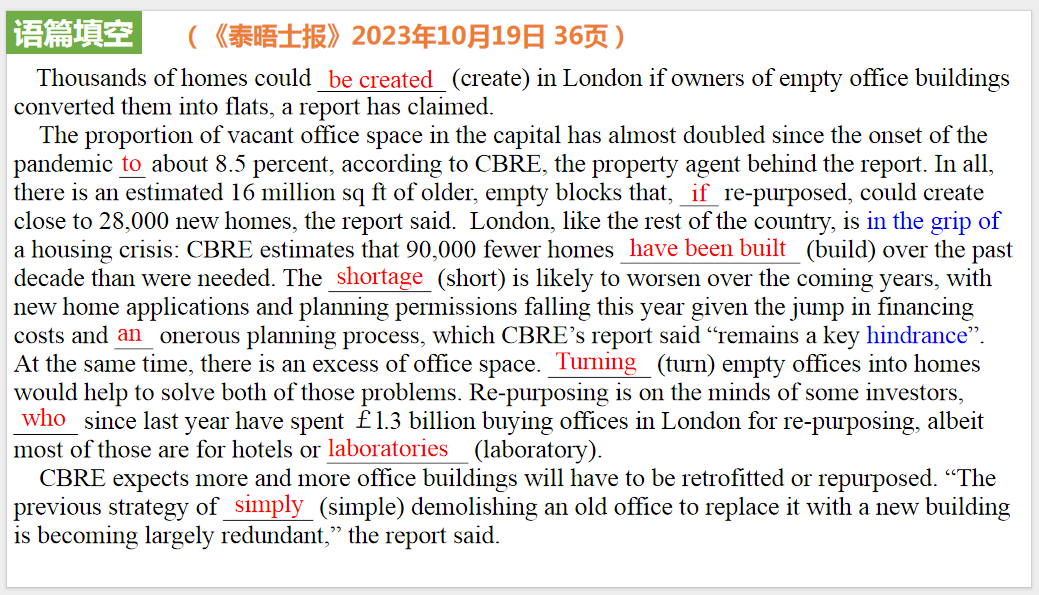 语篇填空 （《泰晤士报》2023年10月19日 36页）
Thousands of homes could be created (create) in London if owners of empty office buildings
converted them into flats, a report has claimed.
The proportion of vacant office space in the capital has almost doubled since the onset of the
pandemic to about 8.5 percent, according to CBRE, the property agent behind the report. In all,
there is an estimated 16 million sq ft of older, empty blocks that, if re-purposed, could create
close to 28,000 new homes, the report said. London, like the rest of the country, is in the grip of
a housing crisis: CBRE estimates that 90,000 fewer homes have been built (build) over the past
decade than were needed. The shortage (short) is likely to worsen over the coming years, with
new home applications and planning permissions falling this year given the jump in financing
costs and an onerous planning process, which CBRE’s report said “remains a key hindrance”.
At the same time, there is an excess of office space. Turning (turn) empty offices into homes
would help to solve both of those problems. Re-purposing is on the minds of some investors,
who since last year have spent ￡1.3 billion buying offices in London for re-purposing, albeit
most of those are for hotels or laboratories (laboratory).
CBRE expects more and more office buildings will have to be retrofitted or repurposed. “The
previous strategy of simply (simple) demolishing an old office to replace it with a new building
is becoming largely redundant,” the report said.